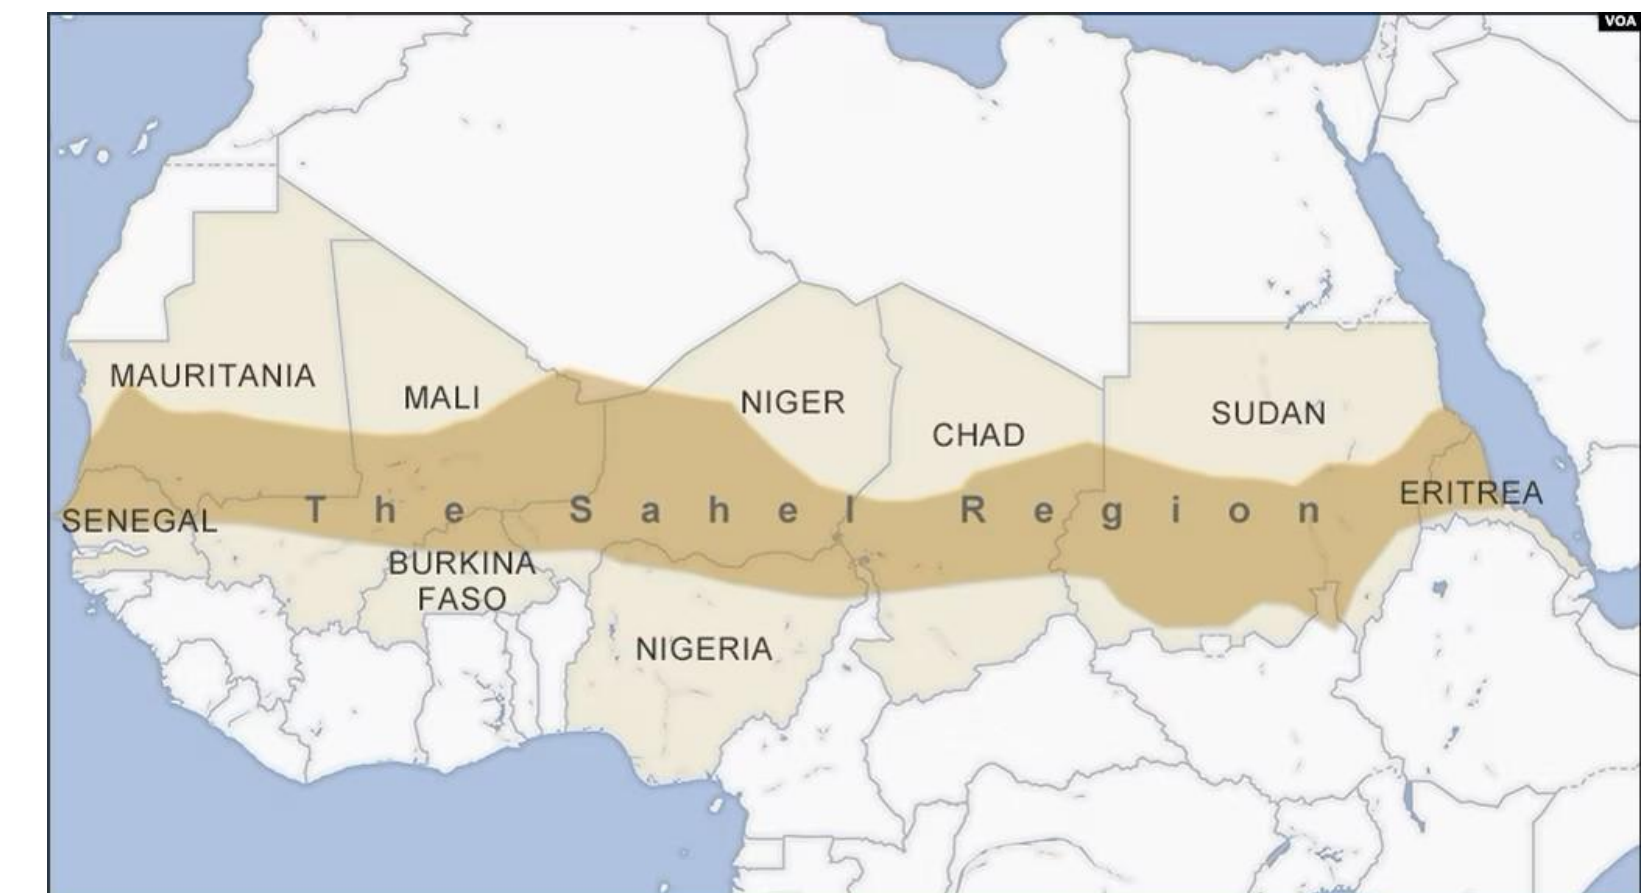 VOA
MAURITANIA
MALI
NIGER
CHAD
SUDAN
ERITREA
The Sahel Region
SENEGAL
BURKINA
FASO
NIGERIA